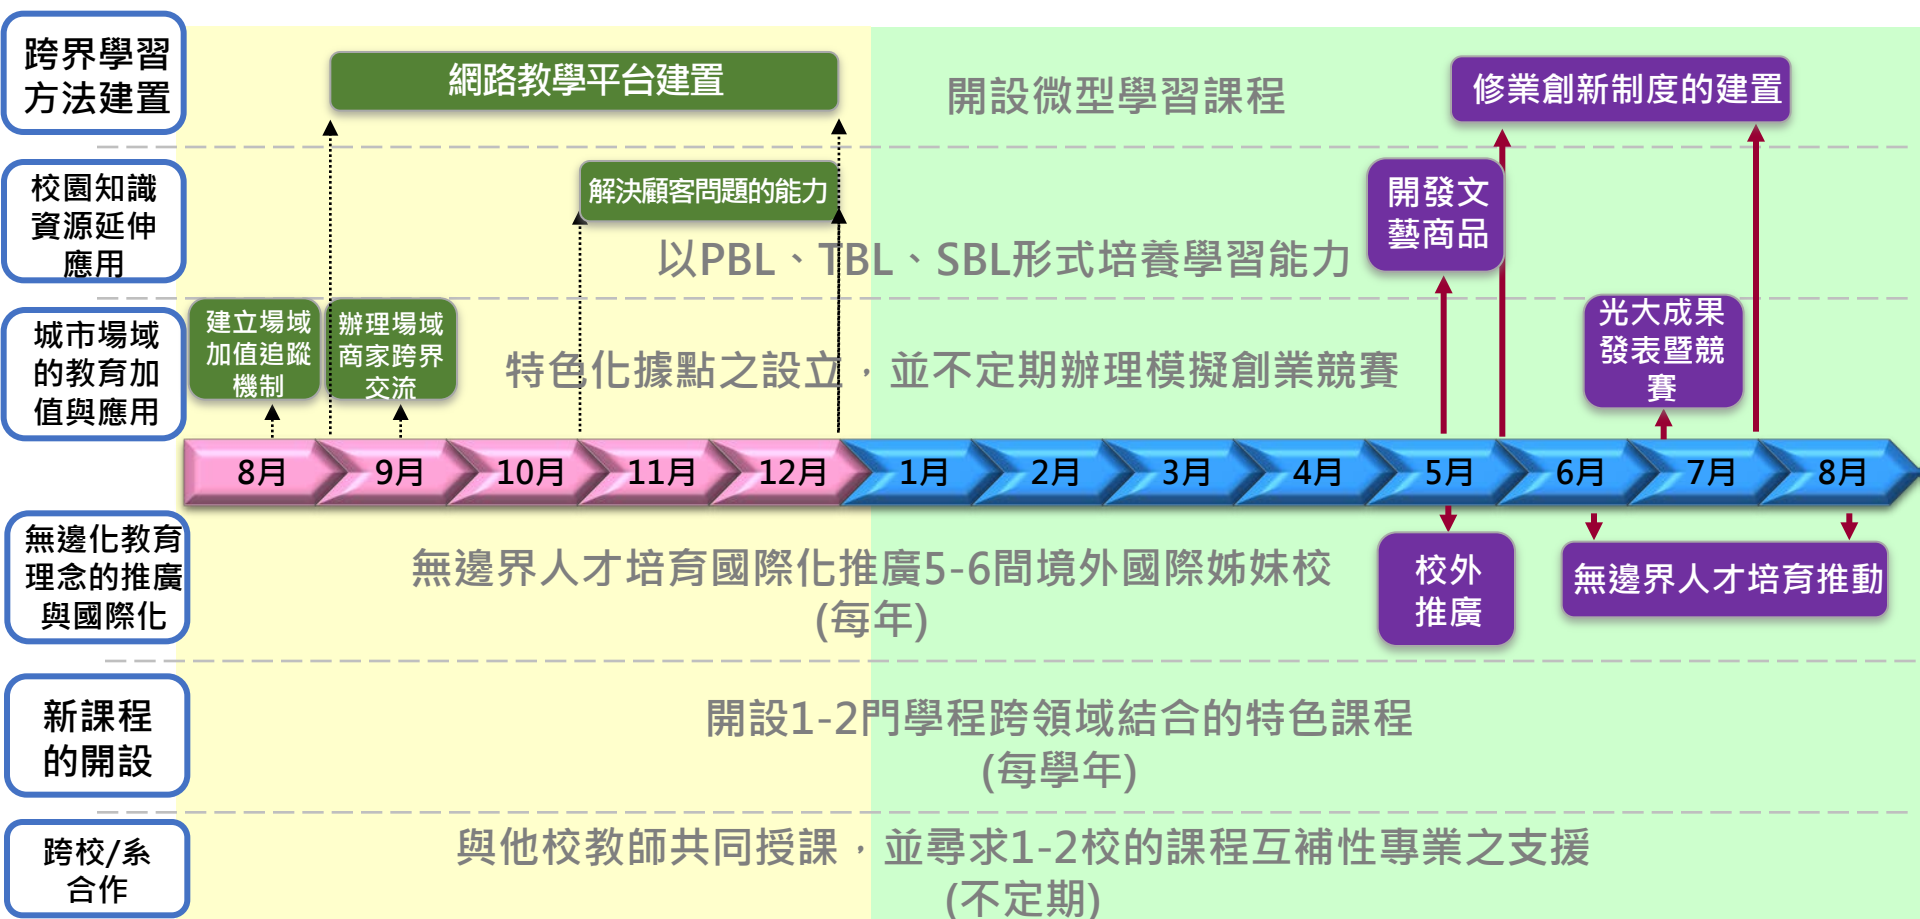 跨界學習
方法建置
網路教學平台建置
開設微型學習課程
修業創新制度的建置
校園知識
資源延伸
應用
解決顧客問題的能力
開發文
藝商品
以PBL、TBL、SBL形式培養學習能力
城市場域
的教育加
值與應用
建立場域
加值追蹤
機制
辦理場域
商家跨界
交流
特色化據點之設立，並不定期辦理模擬創業競賽
光大成果
發表暨競
賽
8月
9月
10月
11月
12月
1月
2月
3月
4月
5月
6月
7月
8月
無邊化教育
理念的推廣
與國際化
無邊界人才培育國際化推廣5-6間境外國際姊妹校
(每年)
校外
推廣
無邊界人才培育推動
新課程
的開設
開設1-2門學程跨領域結合的特色課程
(每學年)
跨校/系
合作
與他校教師共同授課，並尋求1-2校的課程互補性專業之支援
(不定期)